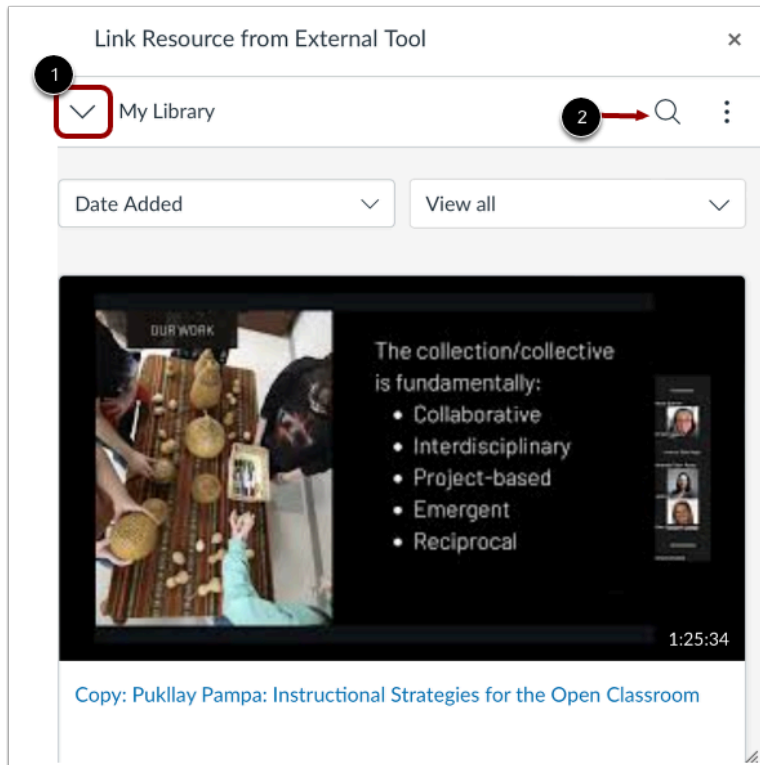 Link Resource from External Tool
1
My Library
2
Date Added
View all
OUR WORK
The collection/collective
is fundamentally:
• Collaborative
• Interdisciplinary
• Project-based
• Emergent
• Reciprocal
1:25:34
Copy: Pukllay Pampa: Instructional Strategies for the Open Classroom